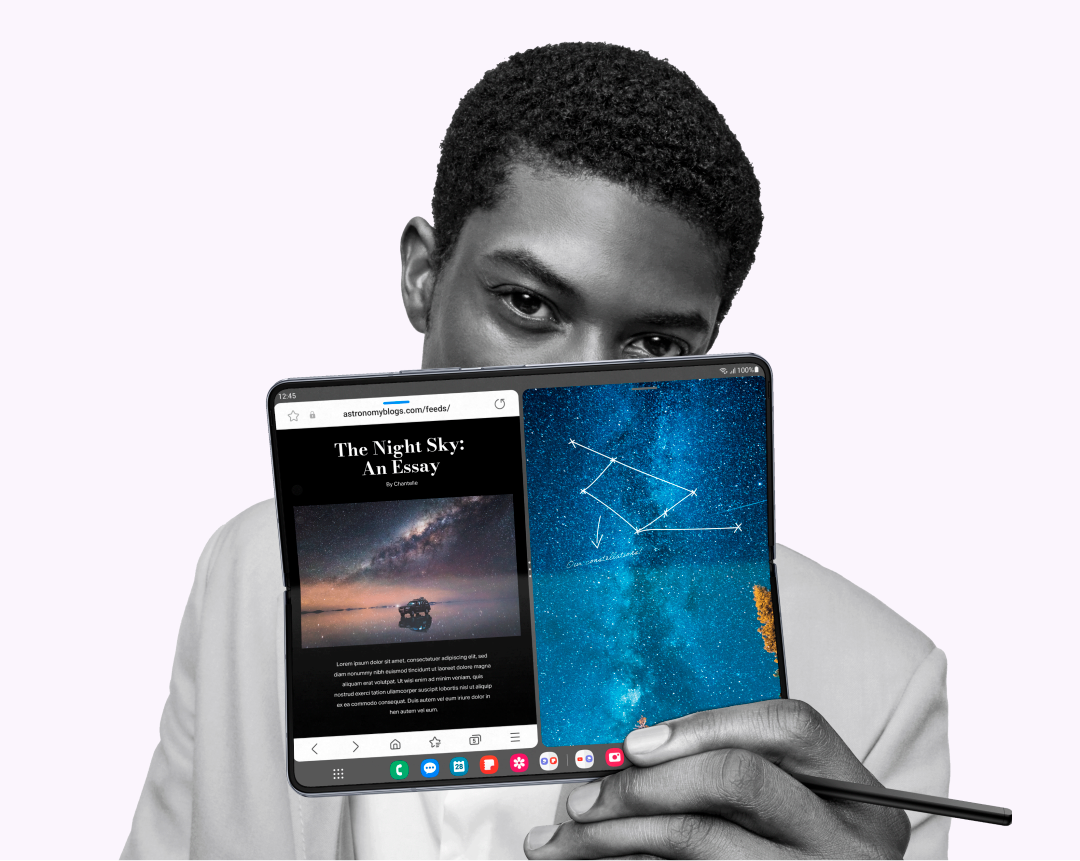 12:45
100%
astronomyblogs.com/feeds/
The Night Sky:
An Essay
By Chantelle
Lorem ipsum dolor sit amet, consectetuer adipiscing elit, sed
diam nonummy nibh euismod tincidunt ut laoreet dolore magna
aliquam erat volutpat. Ut wisi enim ad minim veniam, quis
nostrud exerci tation ullamcorper suscipit lobortis nisl ut aliquip
ex ea commodo consequat. Duis autem vel eum iriure dolor in
hen autem vel eum.
Our constellations!
5
28